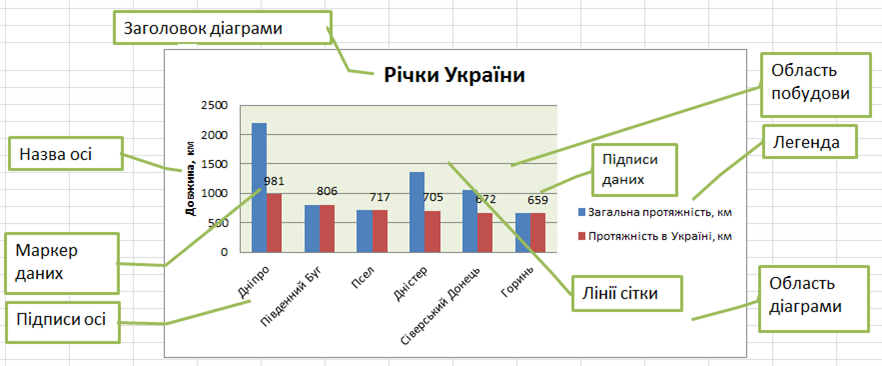 Заголовок діаграми
Річки України
Область
побудови
Назва осі
Довжина, км
2500
2000
1500
1000
500
0
981
806
717
705
672
659
Підписи
даних
Легенда
Загальна протяжність, км
Протяжність в Україні, км
Маркер
даних
Дніпро
Південний Буг
Псел
Дністер
Сіверський Донець
Горинь
Лінії сітки
Область
діаграми
Підписи осі